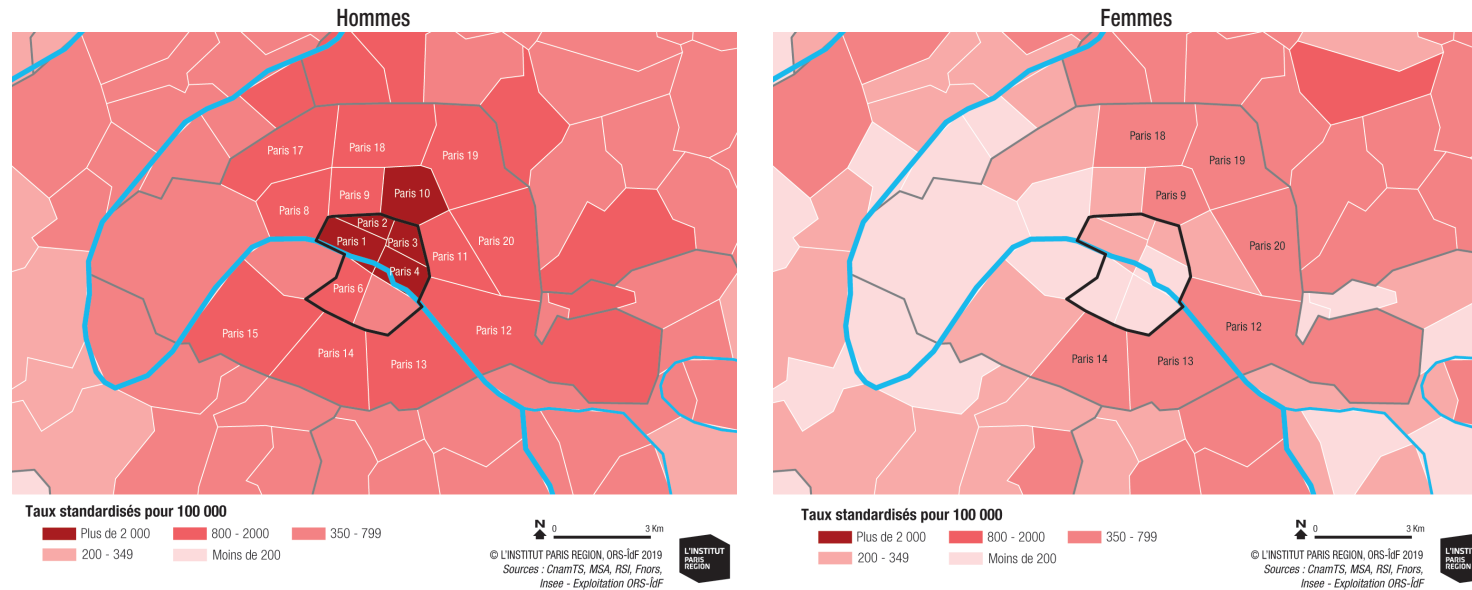 Hommes
Paris 18
Paris 17
Paris 19
Paris 9
Paris 10
Paris 8
Paris 2
Paris 1
Paris 3
Paris 20
Paris 11
Paris 4
Paris 6
Paris 15
Paris 12
Paris 14
Paris 13
Taux standardisés pour 100 000
Plus de 2 000
800 - 2000
350 - 799
200 - 349
Moins de 200
N
0
3 Km
© L'INSTITUT PARIS REGION, ORS-ÎdF 2019
Sources : CnamTS, MSA, RSI, Fnors,
Insee - Exploitation ORS-ÎdF
L'INSTITUT
PARIS
REGION
Femmes
Paris 18
Paris 19
Paris 9
Paris 20
Paris 12
Paris 14
Paris 13
Taux standardisés pour 100 000
Plus de 2 000
800 - 2000
350 - 799
200 - 349
Moins de 200
N
0
3 Km
© L'INSTITUT PARIS REGION, ORS-ÎdF 2019
Sources : CnamTS, MSA, RSI, Fnors,
Insee - Exploitation ORS-ÎdF
L'INSTITUT
PARIS
REGION